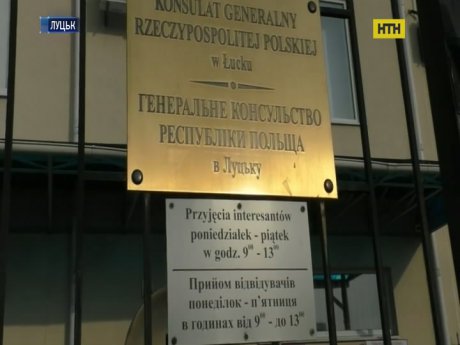 ЛУЦЬК
НТН
KONSULAT GENERALNY
RZECZYPOSPOLITEJ POLSKIEJ
w Łucku
ГЕНЕРАЛЬНЕ КОНСУЛЬСТВО
РЕСПУБЛІКИ ПОЛЬЩА
в Луцьку
Przyjęcia interesantów
poniedziałek - piątek
w godz. 9⁰⁰ - 13⁰⁰
Прийом відвідувачів
понеділок - п'ятниця
в годинах від 9⁰⁰ - до 13⁰⁰